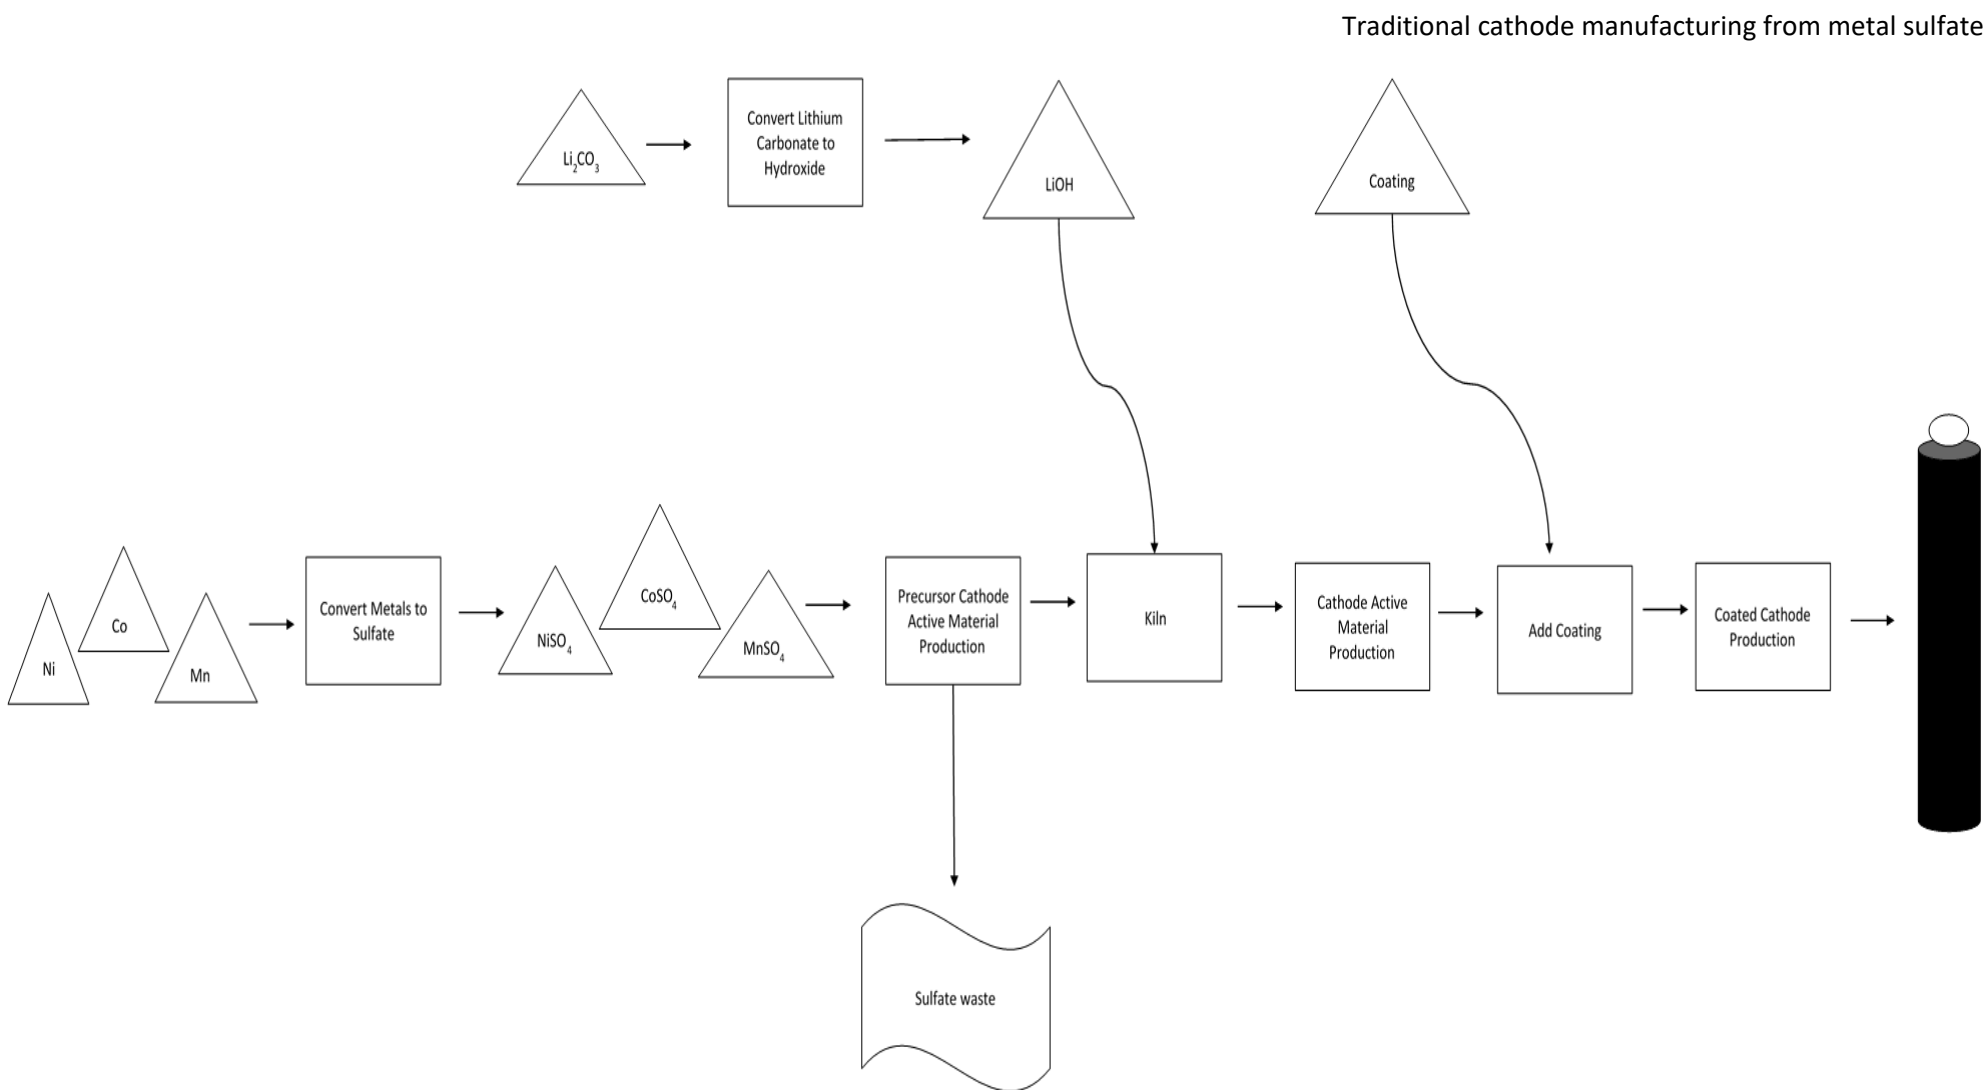 Traditional cathode manufacturing from metal sulfate
Li₂CO₃
Convert Lithium
Carbonate to
Hydroxide
LiOH
Coating
Ni
Co
Mn
Convert Metals to
Sulfate
NiSO₄
CoSO₄
MnSO₄
Precursor Cathode
Active Material
Production
Kiln
Cathode Active
Material
Production
Add Coating
Coated Cathode
Production
Sulfate waste